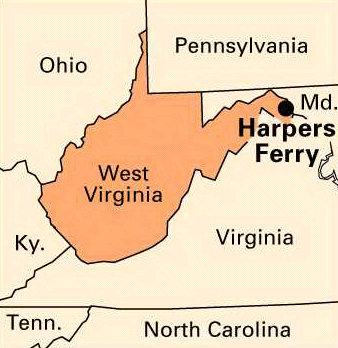 Pennsylvania
Ohio
Md.
Harpers
Ferry
West
Virginia
Ky.
Virginia
Tenn.
North Carolina